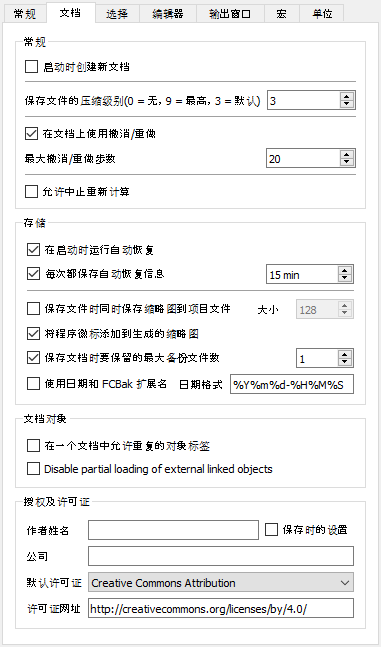 常规 文档 选择 编辑器 输出窗口 宏 单位
常规
启动时创建新文档
保存文件的压缩级别(0 = 无, 9 = 最高, 3 = 默认) 3
在文档上使用撤消/重做
最大撤消/重做步数 20
允许中止重新计算
存储
在启动时运行自动恢复
每次都保存自动恢复信息 15 min
保存文件时同时保存缩略图到项目文件 大小 128
将程序徽标添加到生成的缩略图
保存文档时要保留的最大备份文件数 1
使用日期和 FCBak 扩展名 日期格式 %Y%m%d-%H%M%S
文档对象
在一个文档中允许重复的对象标签
Disable partial loading of external linked objects
授权及许可证
作者姓名 保存时的设置
公司
默认许可证 Creative Commons Attribution
许可证网址 http://creativecommons.org/licenses/by/4.0/